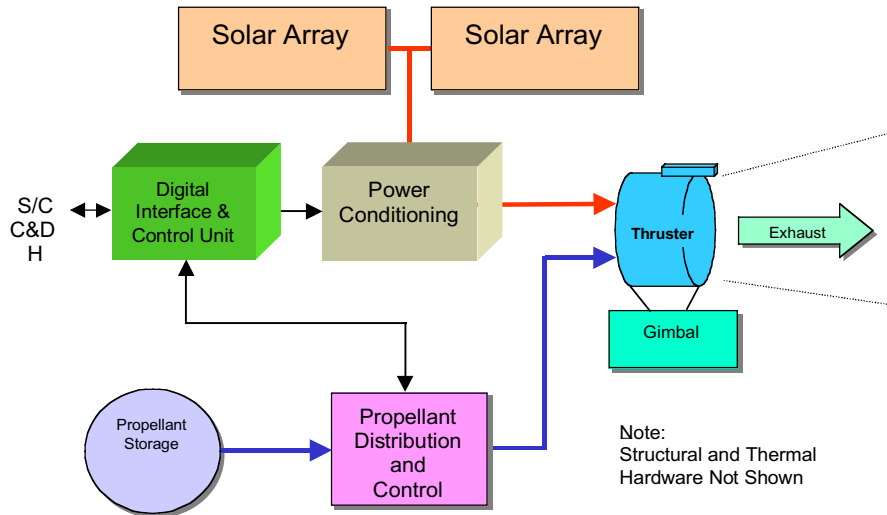 Solar Array
Solar Array
S/C
C&D
H
Digital
Interface &
Control Unit
Power
Conditioning
Thruster
Exhaust
Gimbal
Propellant
Storage
Propellant
Distribution
and
Control
Note:
Structural and Thermal
Hardware Not Shown